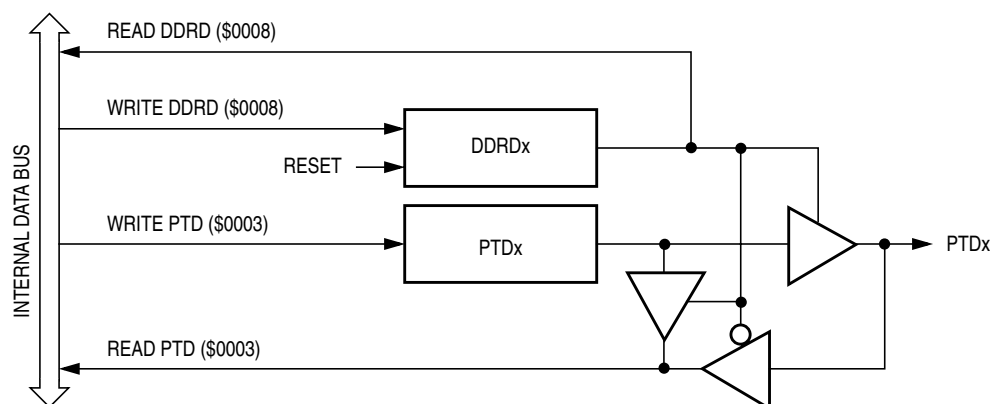 READ DDRD ($0008)
WRITE DDRD ($0008)
DDRDx
RESET
INTERNAL DATA BUS
WRITE PTD ($0003)
PTDx
PTDx
READ PTD ($0003)